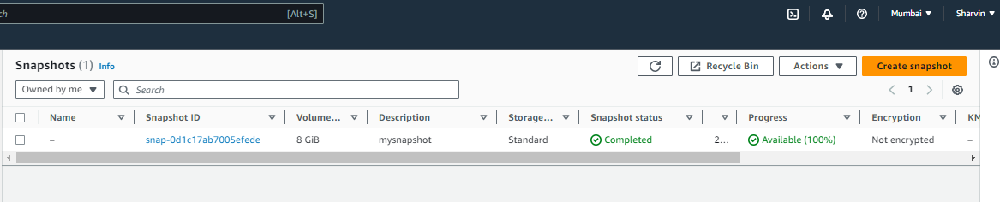 ch [Alt+S] Mumbai Sharvin
Snapshots (1) Info Recycle Bin Actions Create snapshot
Owned by me Search 1
Name Snapshot ID Volume... Description Storage... Snapshot status Progress Encryption KM
– snap-0d1c17ab7005efede 8 GiB mysnapshot Standard Completed 2... Available (100%) Not encrypted –